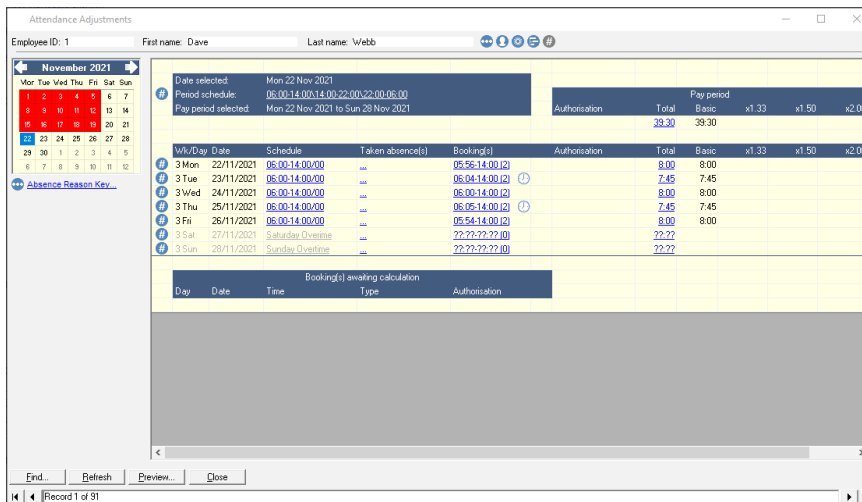 Attendance Adjustments
Employee ID: 1 First name: Dave Last name: Webb
November 2021
Mon Tue Wed Thu Fri Sat Sun
1 2 3 4 5 6 7
8 9 10 11 12 13 14
15 16 17 18 19 20 21
22 23 24 25 26 27 28
29 30 1 2 3 4 5
6 7 8 9 10 11 12
Absence Reason Key...
Date selected: Mon 22 Nov 2021
# Period schedule: 06:00-14:00\14:00-22:00\22:00-06:00 Pay period
Pay period selected: Mon 22 Nov 2021 to Sun 28 Nov 2021 Authorisation Total Basic x1.33 x1.50 x2.0
39:30 39:30
Wk/Day Date Schedule Taken absence(s) Booking(s) Authorisation Total Basic x1.33 x1.50 x2.0
# 3 Mon 22/11/2021 06:00-14:00/00 ... 05:56-14:00 (2) 8:00 8:00
# 3 Tue 23/11/2021 06:00-14:00/00 ... 06:04-14:00 (2) 7:45 7:45
# 3 Wed 24/11/2021 06:00-14:00/00 ... 06:00-14:00 (2) 8:00 8:00
# 3 Thu 25/11/2021 06:00-14:00/00 ... 06:05-14:00 (2) 7:45 7:45
# 3 Fri 26/11/2021 06:00-14:00/00 ... 05:54-14:00 (2) 8:00 8:00
# 3 Sat 27/11/2021 Saturday Overime ... ??:??-??:?? (0) ??:??
# 3 Sun 28/11/2021 Sunday Overtime ... ??:??-??:?? (0) ??:??
Booking(s) awaiting calculation
Day Date Time Type Authorisation
Find... Refresh Preview... Close
Record 1 of 91